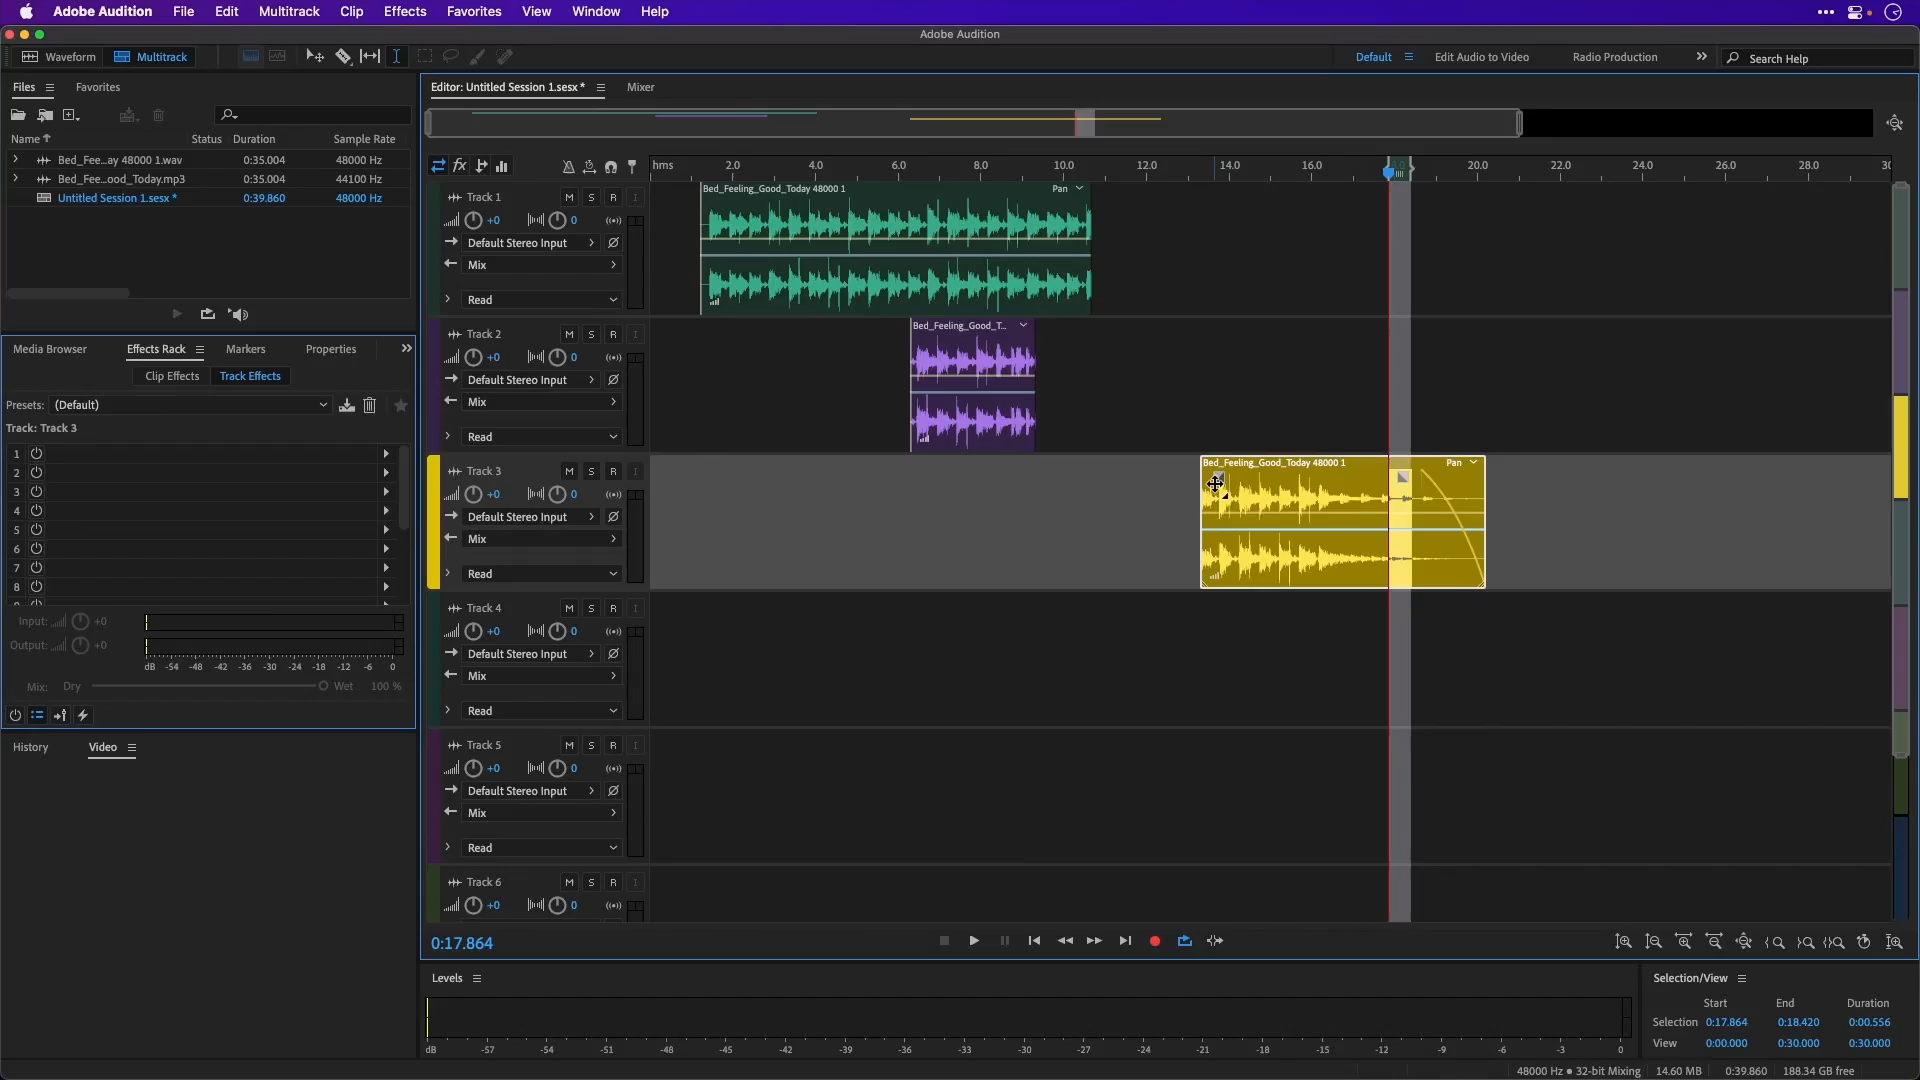 Adobe Audition File Edit Multitrack Clip Effects Favorites View Window Help
Adobe Audition
Waveform Multitrack Default Edit Audio to Video Radio Production Search Help
Files Favorites
Name Status Duration Sample Rate
Bed_Fee...ay 48000 1.wav 0:35.004 48000 Hz
Bed_Fee...ood_Today.mp3 0:35.004 44100 Hz
Untitled Session 1.sesx * 0:39.860 48000 Hz
Media Browser Effects Rack Markers Properties
Clip Effects Track Effects
Presets: (Default)
Track: Track 3
1
2
3
4
5
6
7
8
Input: +0
Output: +0
dB -54 -48 -42 -36 -30 -24 -18 -12 -6 0
Mix: Dry Wet 100 %
History Video
Editor: Untitled Session 1.sesx * Mixer
fx hms 2.0 4.0 6.0 8.0 10.0 12.0 14.0 16.0 20.0 22.0 24.0 26.0 28.0 30
Track 1 M S R I
+0 0
Default Stereo Input
Mix
Read
Bed_Feeling_Good_Today 48000 1 Pan
Track 2 M S R I
+0 0
Default Stereo Input
Mix
Read
Bed_Feeling_Good_T...
Track 3 M S R I
+0 0
Default Stereo Input
Mix
Read
Bed_Feeling_Good_Today 48000 1 Pan
Track 4 M S R I
+0 0
Default Stereo Input
Mix
Read
Track 5 M S R I
+0 0
Default Stereo Input
Mix
Read
Track 6 M S R I
+0 0
0:17.864
Levels
dB -57 -54 -51 -48 -45 -42 -39 -36 -33 -30 -27 -24 -21 -18 -15 -12 -9 -6 -3 0
Selection/View
Start End Duration
Selection 0:17.864 0:18.420 0:00.556
View 0:00.000 0:30.000 0:30.000
48000 Hz ● 32-bit Mixing 14.60 MB 0:39.860 188.34 GB free